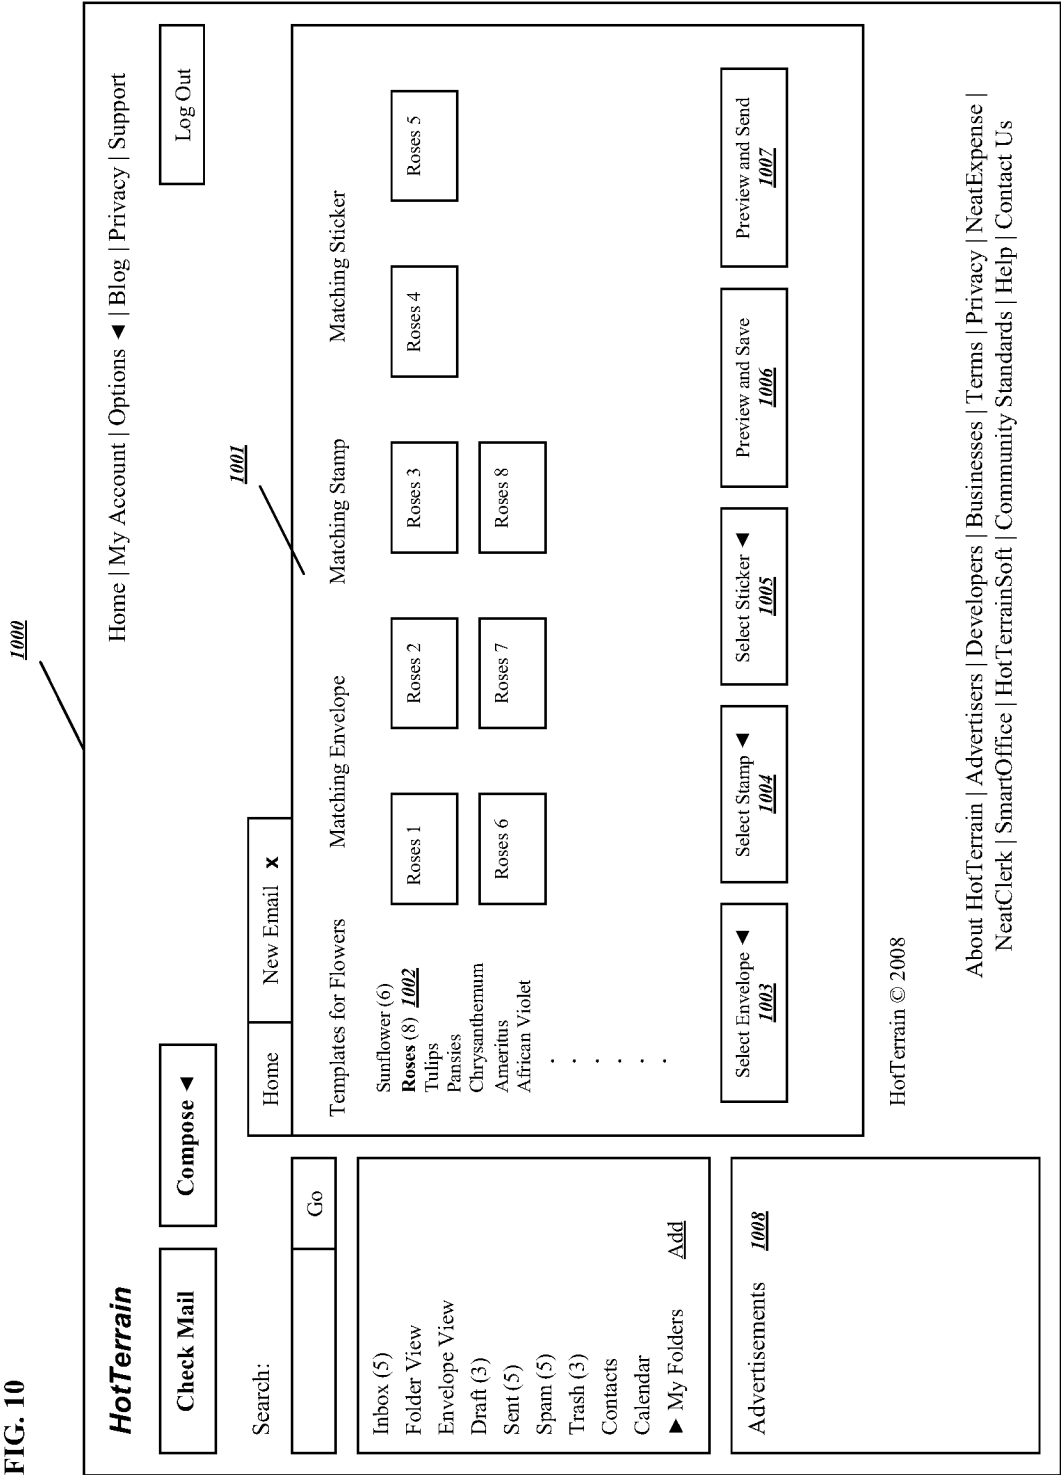 FIG. 10
1000
HotTerrain
Home | My Account | Options ▼ | Blog | Privacy | Support
Check Mail
Compose ▼
Log Out
Search:
Go
Home
New Email x
1001
Inbox (5)
Folder View
Envelope View
Draft (3)
Sent (5)
Spam (5)
Trash (3)
Contacts
Calendar
► My Folders Add
Advertisements 1008
Templates for Flowers Matching Envelope Matching Stamp Matching Sticker
Sunflower (6)
Roses (8) 1002
Tulips
Pansies
Chrysanthemum
Ameritus
African Violet
. . . . . .
Roses 1 Roses 2 Roses 3 Roses 4 Roses 5
Roses 6 Roses 7 Roses 8
Select Envelope ▼
1003
Select Stamp ▼
1004
Select Sticker ▼
1005
Preview and Save
1006
Preview and Send
1007
HotTerrain © 2008
About HotTerrain | Advertisers | Developers | Businesses | Terms | Privacy | NeatExpense |
NeatClerk | SmartOffice | HotTerrainSoft | Community Standards | Help | Contact Us